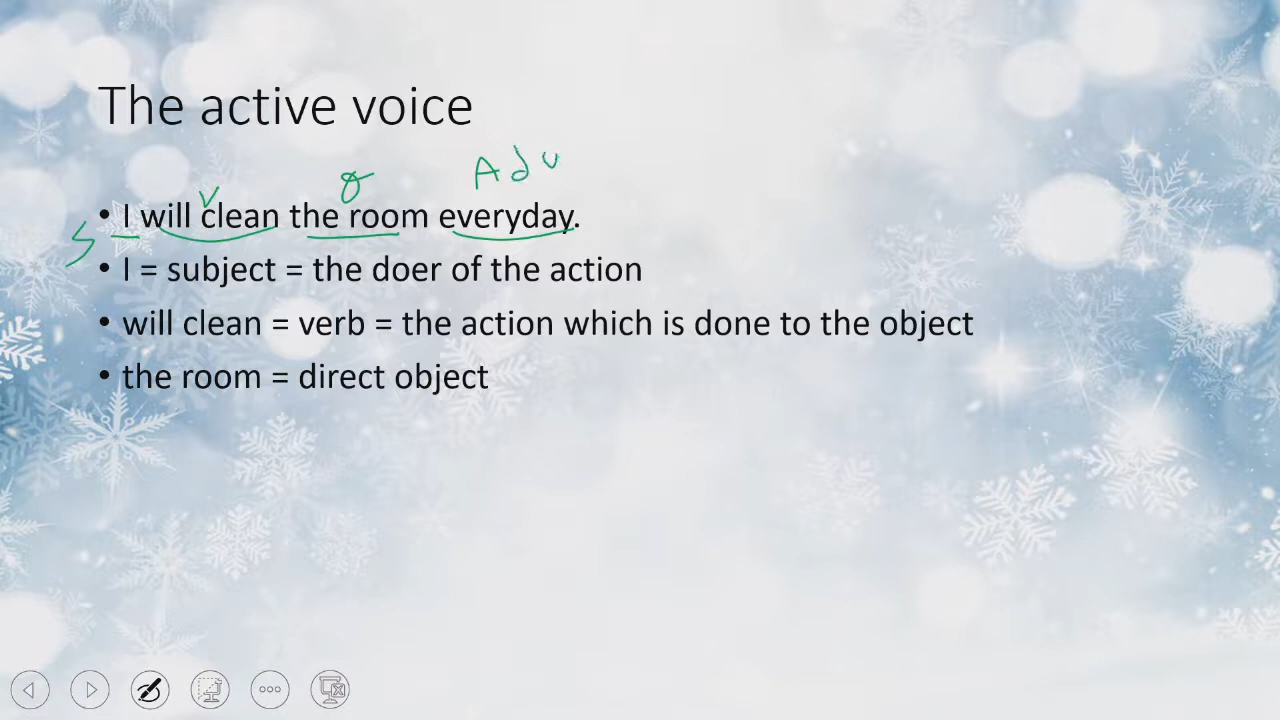 The active voice
v o Adv
• I will clean the room everyday.
S
• I = subject = the doer of the action
• will clean = verb = the action which is done to the object
• the room = direct object